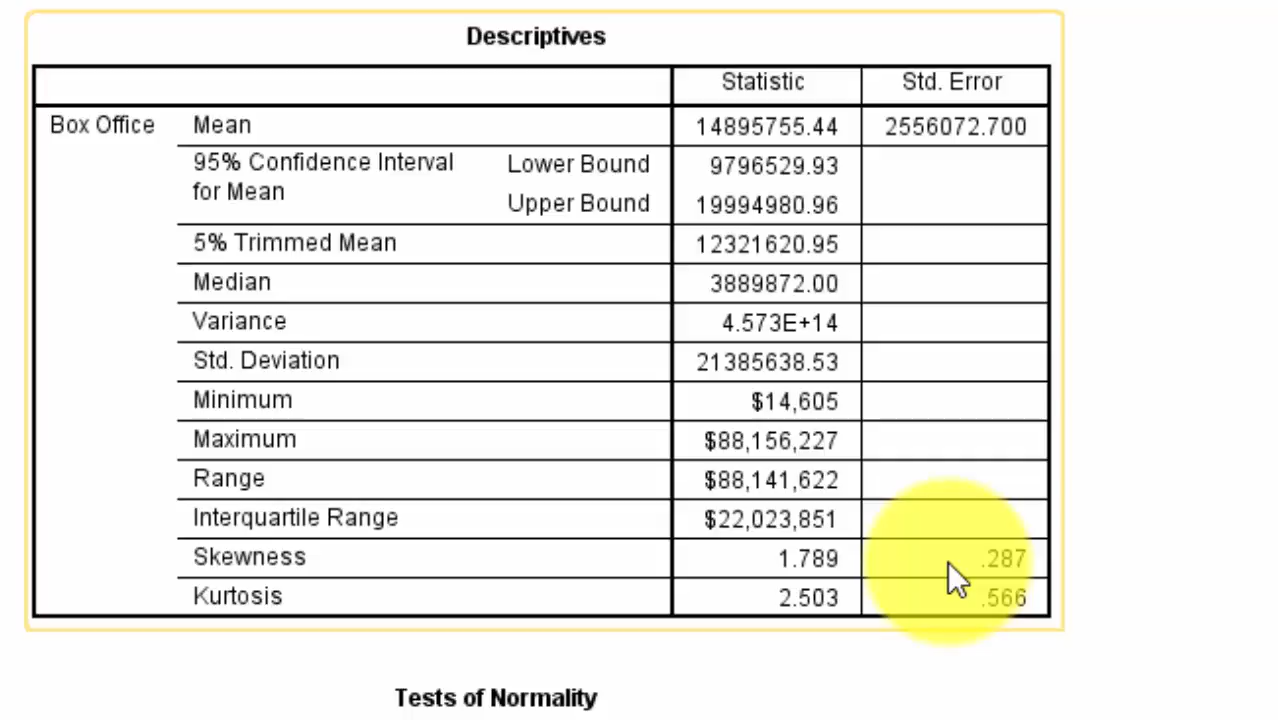 Descriptives
Statistic Std. Error
Box Office Mean 14895755.44 2556072.700
95% Confidence Interval Lower Bound 9796529.93
for Mean Upper Bound 19994980.96
5% Trimmed Mean 12321620.95
Median 3889872.00
Variance 4.573E+14
Std. Deviation 21385638.53
Minimum $14,605
Maximum $88,156,227
Range $88,141,622
Interquartile Range $22,023,851
Skewness 1.789 .287
Kurtosis 2.503 .566
Tests of Normality